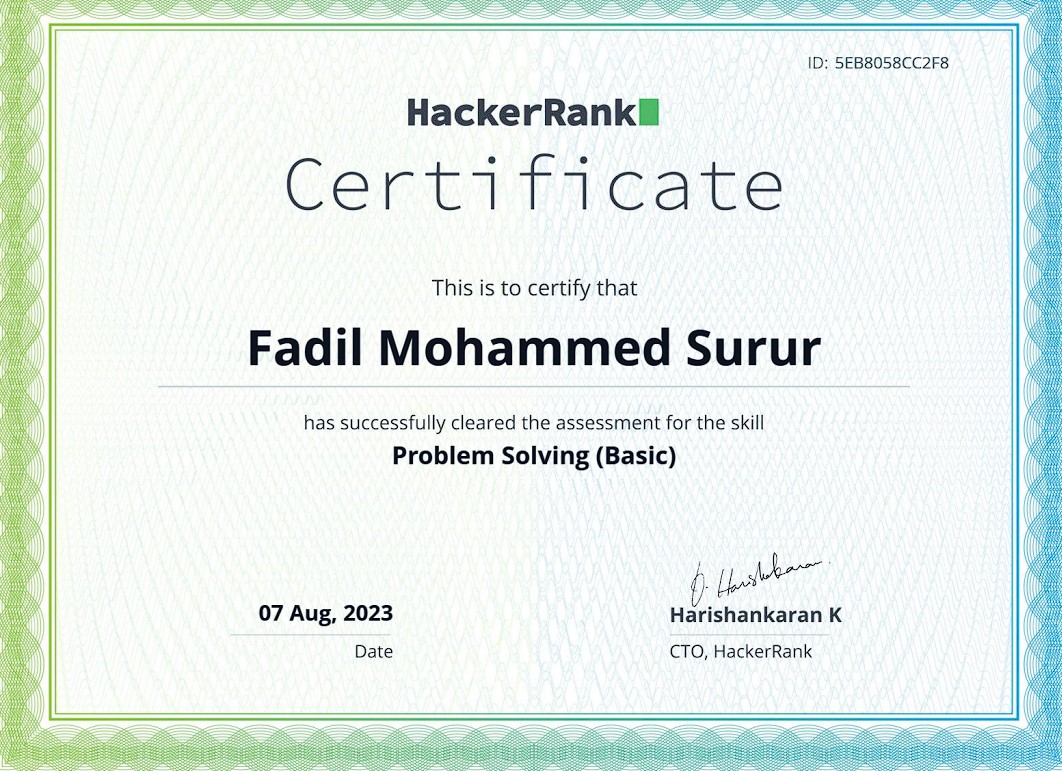 ID: 5EB8058CC2F8
HackerRank
Certificate
This is to certify that
Fadil Mohammed Surur
has successfully cleared the assessment for the skill
Problem Solving (Basic)
07 Aug, 2023
Date
Harishankaran K
CTO, HackerRank